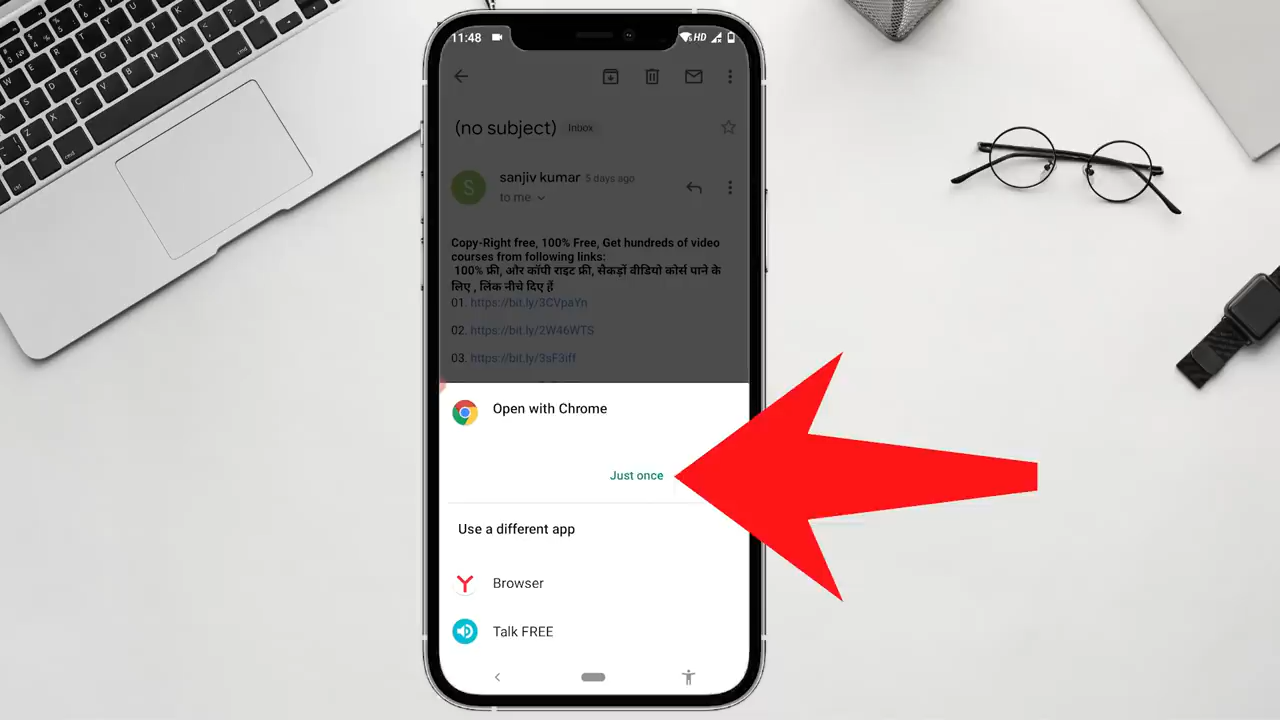 11:48
HD
(no subject) Inbox
S
sanjiv kumar 5 days ago
to me
Copy-Right free, 100% Free, Get hundreds of video
courses from following links:
100% फ्री, और कॉपी राइट फ्री, सैकड़ों वीडियो कोर्स पाने के
लिए , लिंक नीचे दिए हैं
01. https://bit.ly/3CVpaYn
02. https://bit.ly/2W46WTS
03. https://bit.ly/3sF3iff
Open with Chrome
Just once
Use a different app
Browser
Talk FREE